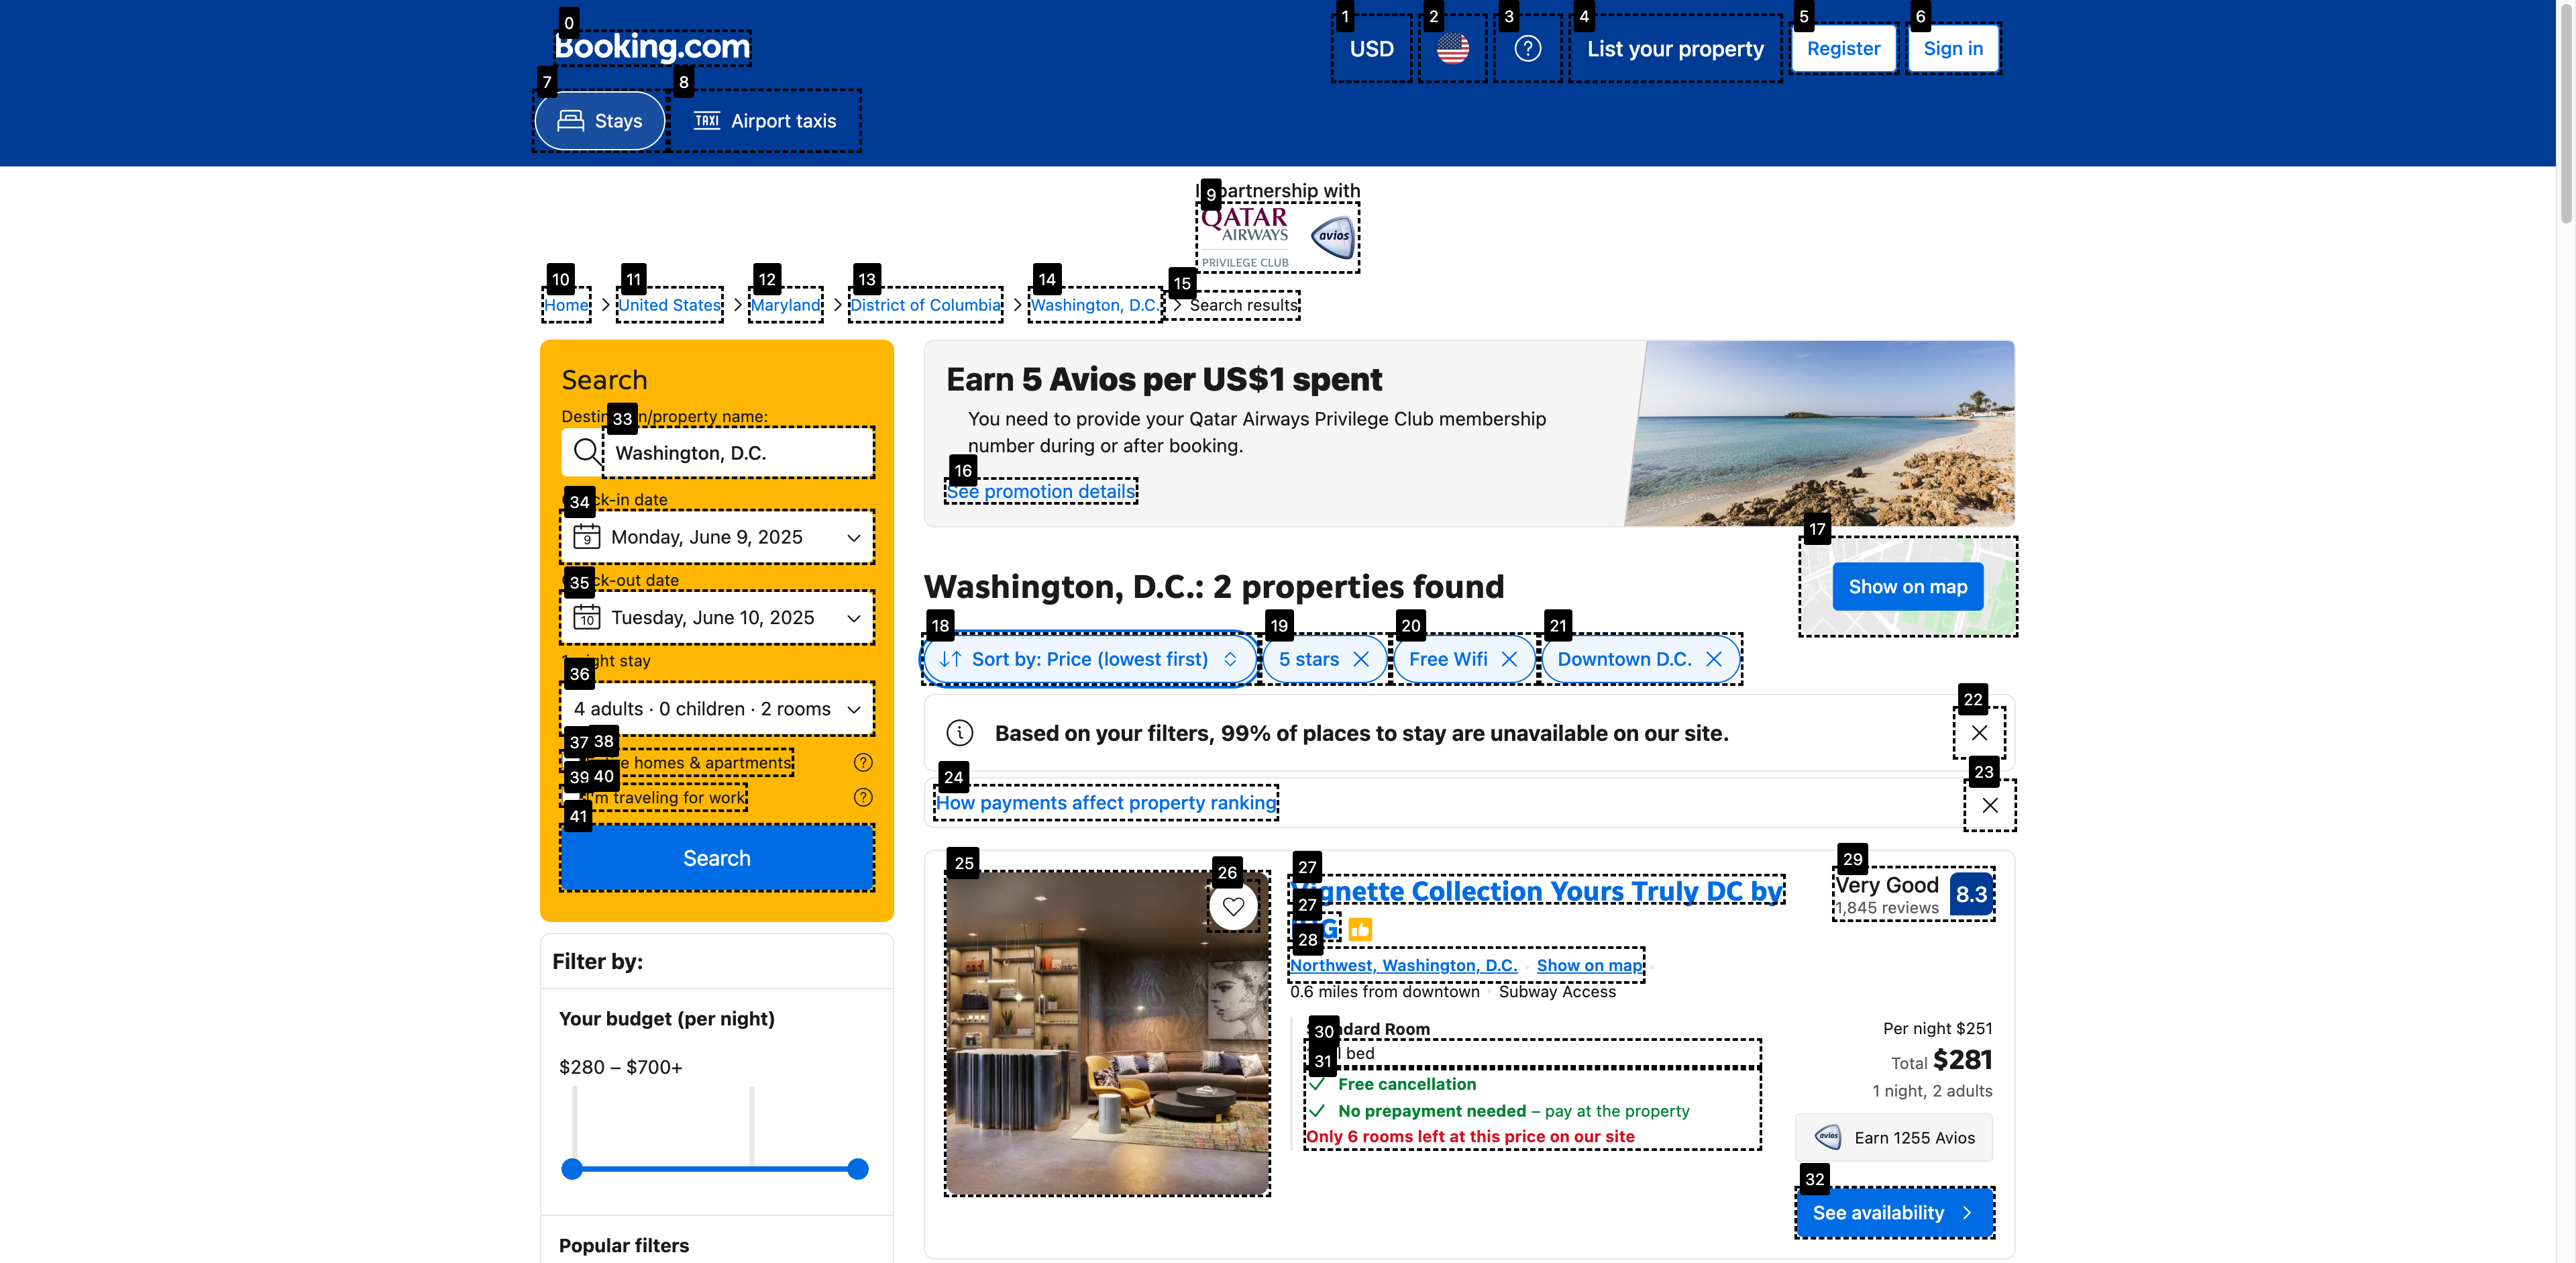 0
Booking.com
1
USD
2
3
4
List your property
5
Register
6
Sign in
7
Stays
8
TAXI
Airport taxis
9
partnership with
QATAR
AIRWAYS
PRIVILEGE CLUB
avios
10
Home
11
United States
12
Maryland
13
District of Columbia
14
Washington, D.C.
15
Search results
Search
33
/property name:
Washington, D.C.
34
ck-in date
9
Monday, June 9, 2025
35
ck-out date
10
Tuesday, June 10, 2025
36
ght stay
4 adults · 0 children · 2 rooms
37 38
homes & apartments
39 40
I'm traveling for work
41
Search
Filter by:
Your budget (per night)
$280 – $700+
Popular filters
Earn 5 Avios per US$1 spent
You need to provide your Qatar Airways Privilege Club membership
number during or after booking.
16
See promotion details
17
Show on map
Washington, D.C.: 2 properties found
18
Sort by: Price (lowest first)
19
5 stars
20
Free Wifi
21
Downtown D.C.
22
Based on your filters, 99% of places to stay are unavailable on our site.
23
24
How payments affect property ranking
25
26
27
Vignette Collection Yours Truly DC by
27
G
28
Northwest, Washington, D.C. · Show on map
0.6 miles from downtown · Subway Access
29
Very Good
1,845 reviews
8.3
30
ndard Room
31
bed
Free cancellation
No prepayment needed – pay at the property
Only 6 rooms left at this price on our site
Per night $251
Total $281
1 night, 2 adults
avios
Earn 1255 Avios
32
See availability